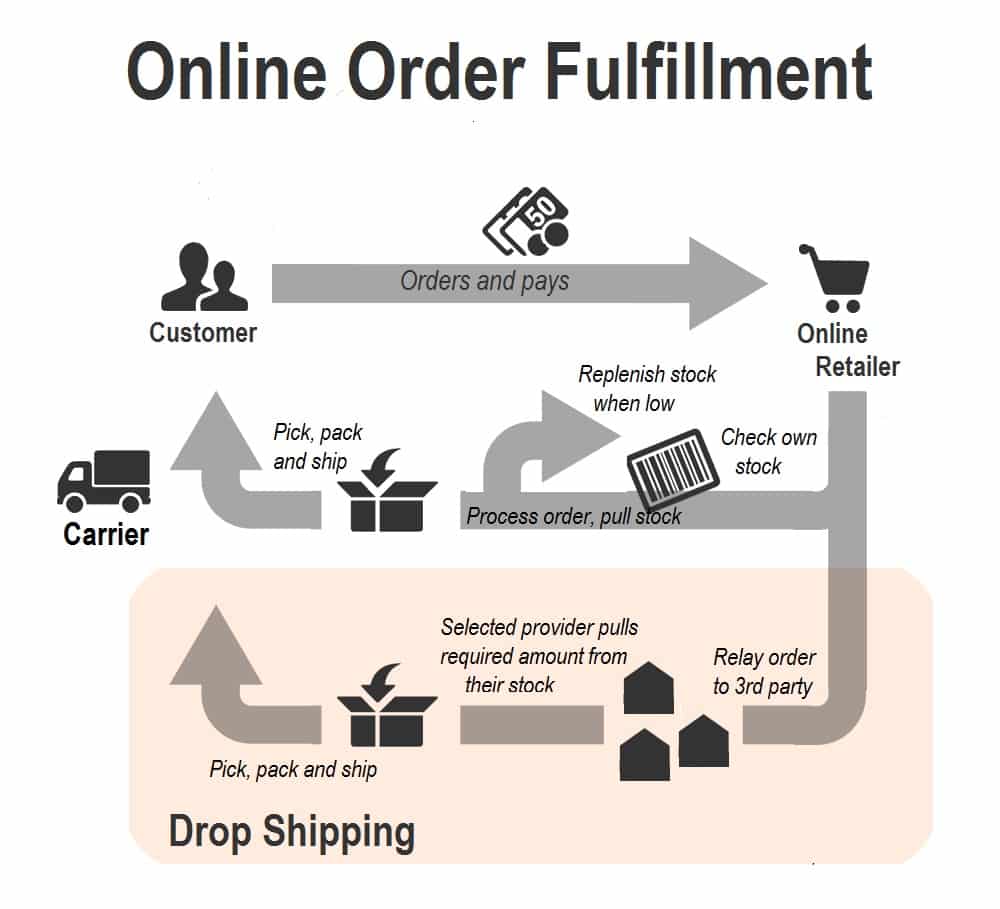 Online Order Fulfillment
50
Orders and pays
Customer
Online
Retailer
Replenish stock
when low
Pick, pack
and ship
Check own
stock
Carrier
Process order, pull stock
Selected provider pulls
required amount from
their stock
Relay order
to 3rd party
Pick, pack and ship
Drop Shipping